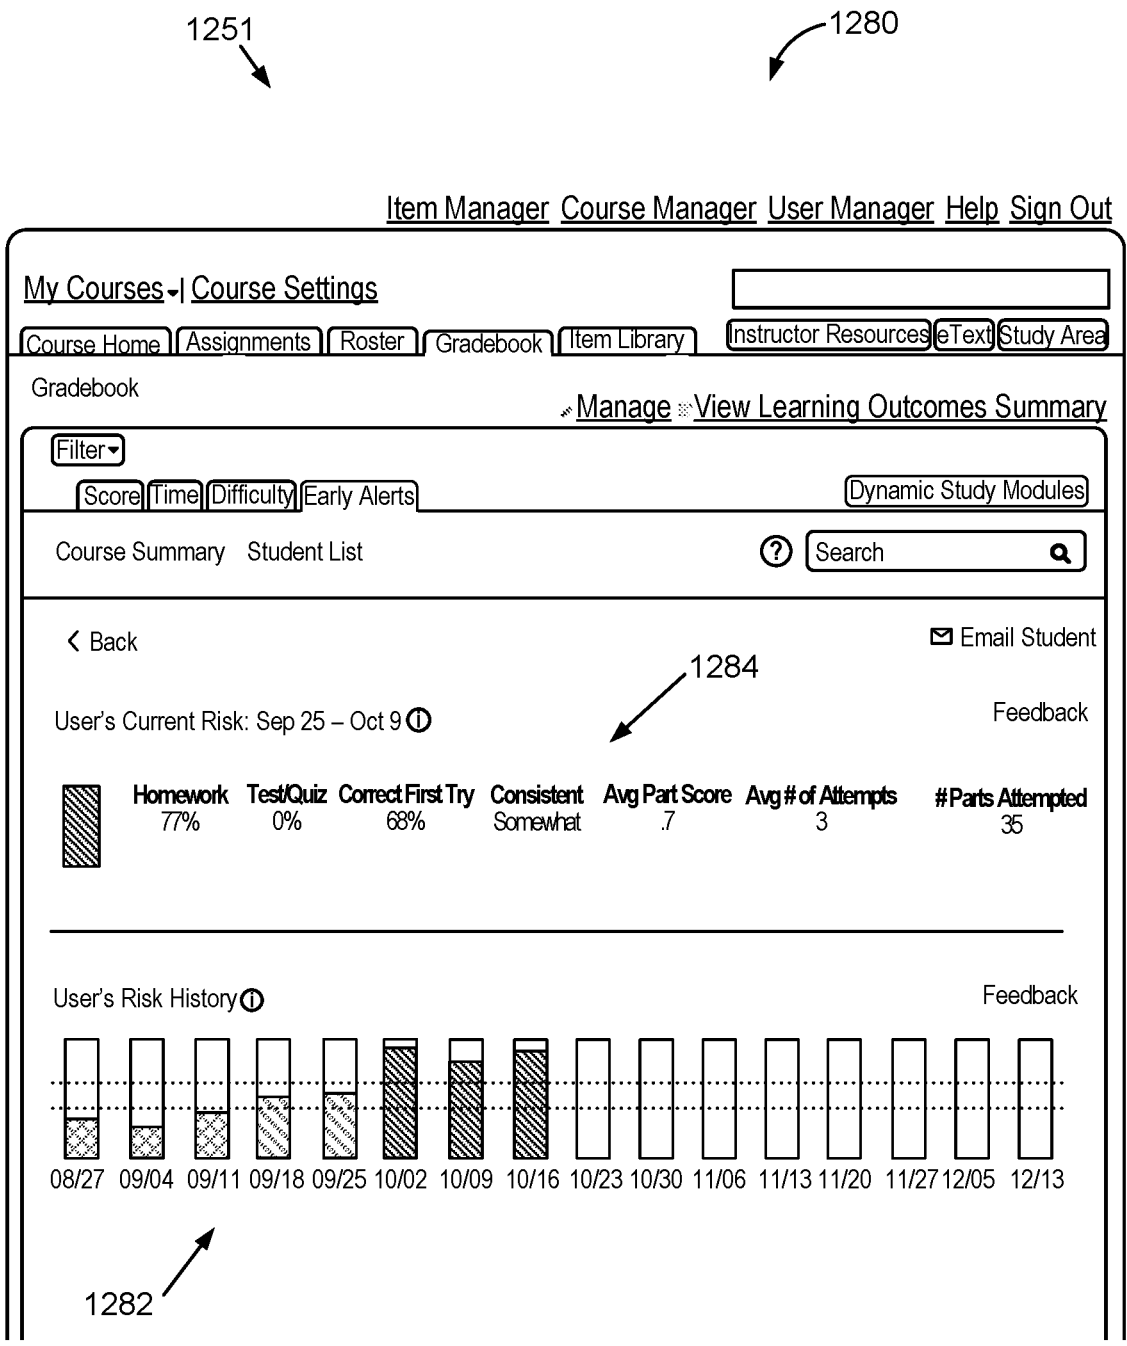 1251 1280
Item Manager Course Manager User Manager Help Sign Out
My Courses | Course Settings
Course Home Assignments Roster Gradebook Item Library Instructor Resources eText Study Area
Gradebook
Manage View Learning Outcomes Summary
Filter
Score Time Difficulty Early Alerts Dynamic Study Modules
Course Summary Student List ? Search
Back Email Student
1284
User's Current Risk: Sep 25 – Oct 9 Feedback
Homework Test/Quiz Correct First Try Consistent Avg Part Score Avg # of Attempts # Parts Attempted
77% 0% 68% Somewhat .7 3 35
User's Risk History Feedback
08/27 09/04 09/11 09/18 09/25 10/02 10/09 10/16 10/23 10/30 11/06 11/13 11/20 11/27 12/05 12/13
1282